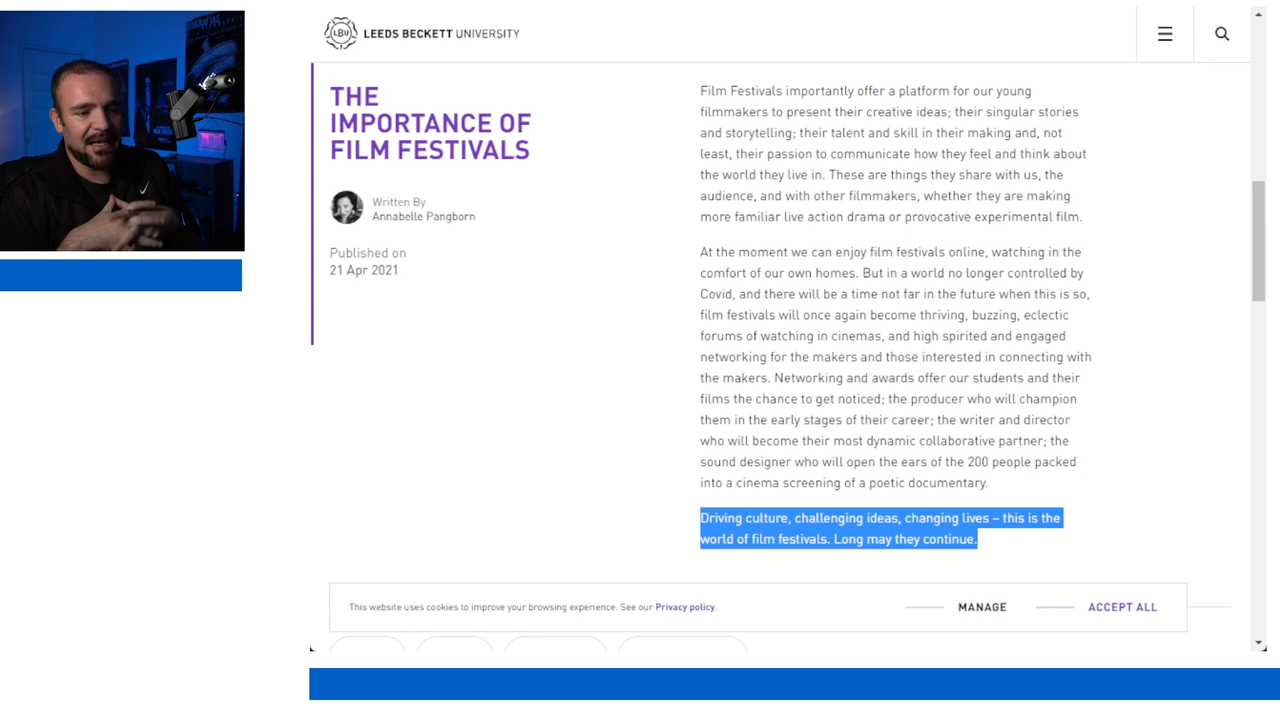 LEEDS BECKETT UNIVERSITY
THE
IMPORTANCE OF
FILM FESTIVALS
Written By
Annabelle Pangborn
Published on
21 Apr 2021
Film Festivals importantly offer a platform for our young
filmmakers to present their creative ideas; their singular stories
and storytelling; their talent and skill in their making and, not
least, their passion to communicate how they feel and think about
the world they live in. These are things they share with us, the
audience, and with other filmmakers, whether they are making
more familiar live action drama or provocative experimental film.
At the moment we can enjoy film festivals online, watching in the
comfort of our own homes. But in a world no longer controlled by
Covid, and there will be a time not far in the future when this is so,
film festivals will once again become thriving, buzzing, eclectic
forums of watching in cinemas, and high spirited and engaged
networking for the makers and those interested in connecting with
the makers. Networking and awards offer our students and their
films the chance to get noticed; the producer who will champion
them in the early stages of their career; the writer and director
who will become their most dynamic collaborative partner; the
sound designer who will open the ears of the 200 people packed
into a cinema screening of a poetic documentary.
Driving culture, challenging ideas, changing lives – this is the
world of film festivals. Long may they continue.
This website uses cookies to improve your browsing experience. See our Privacy policy.
MANAGE
ACCEPT ALL